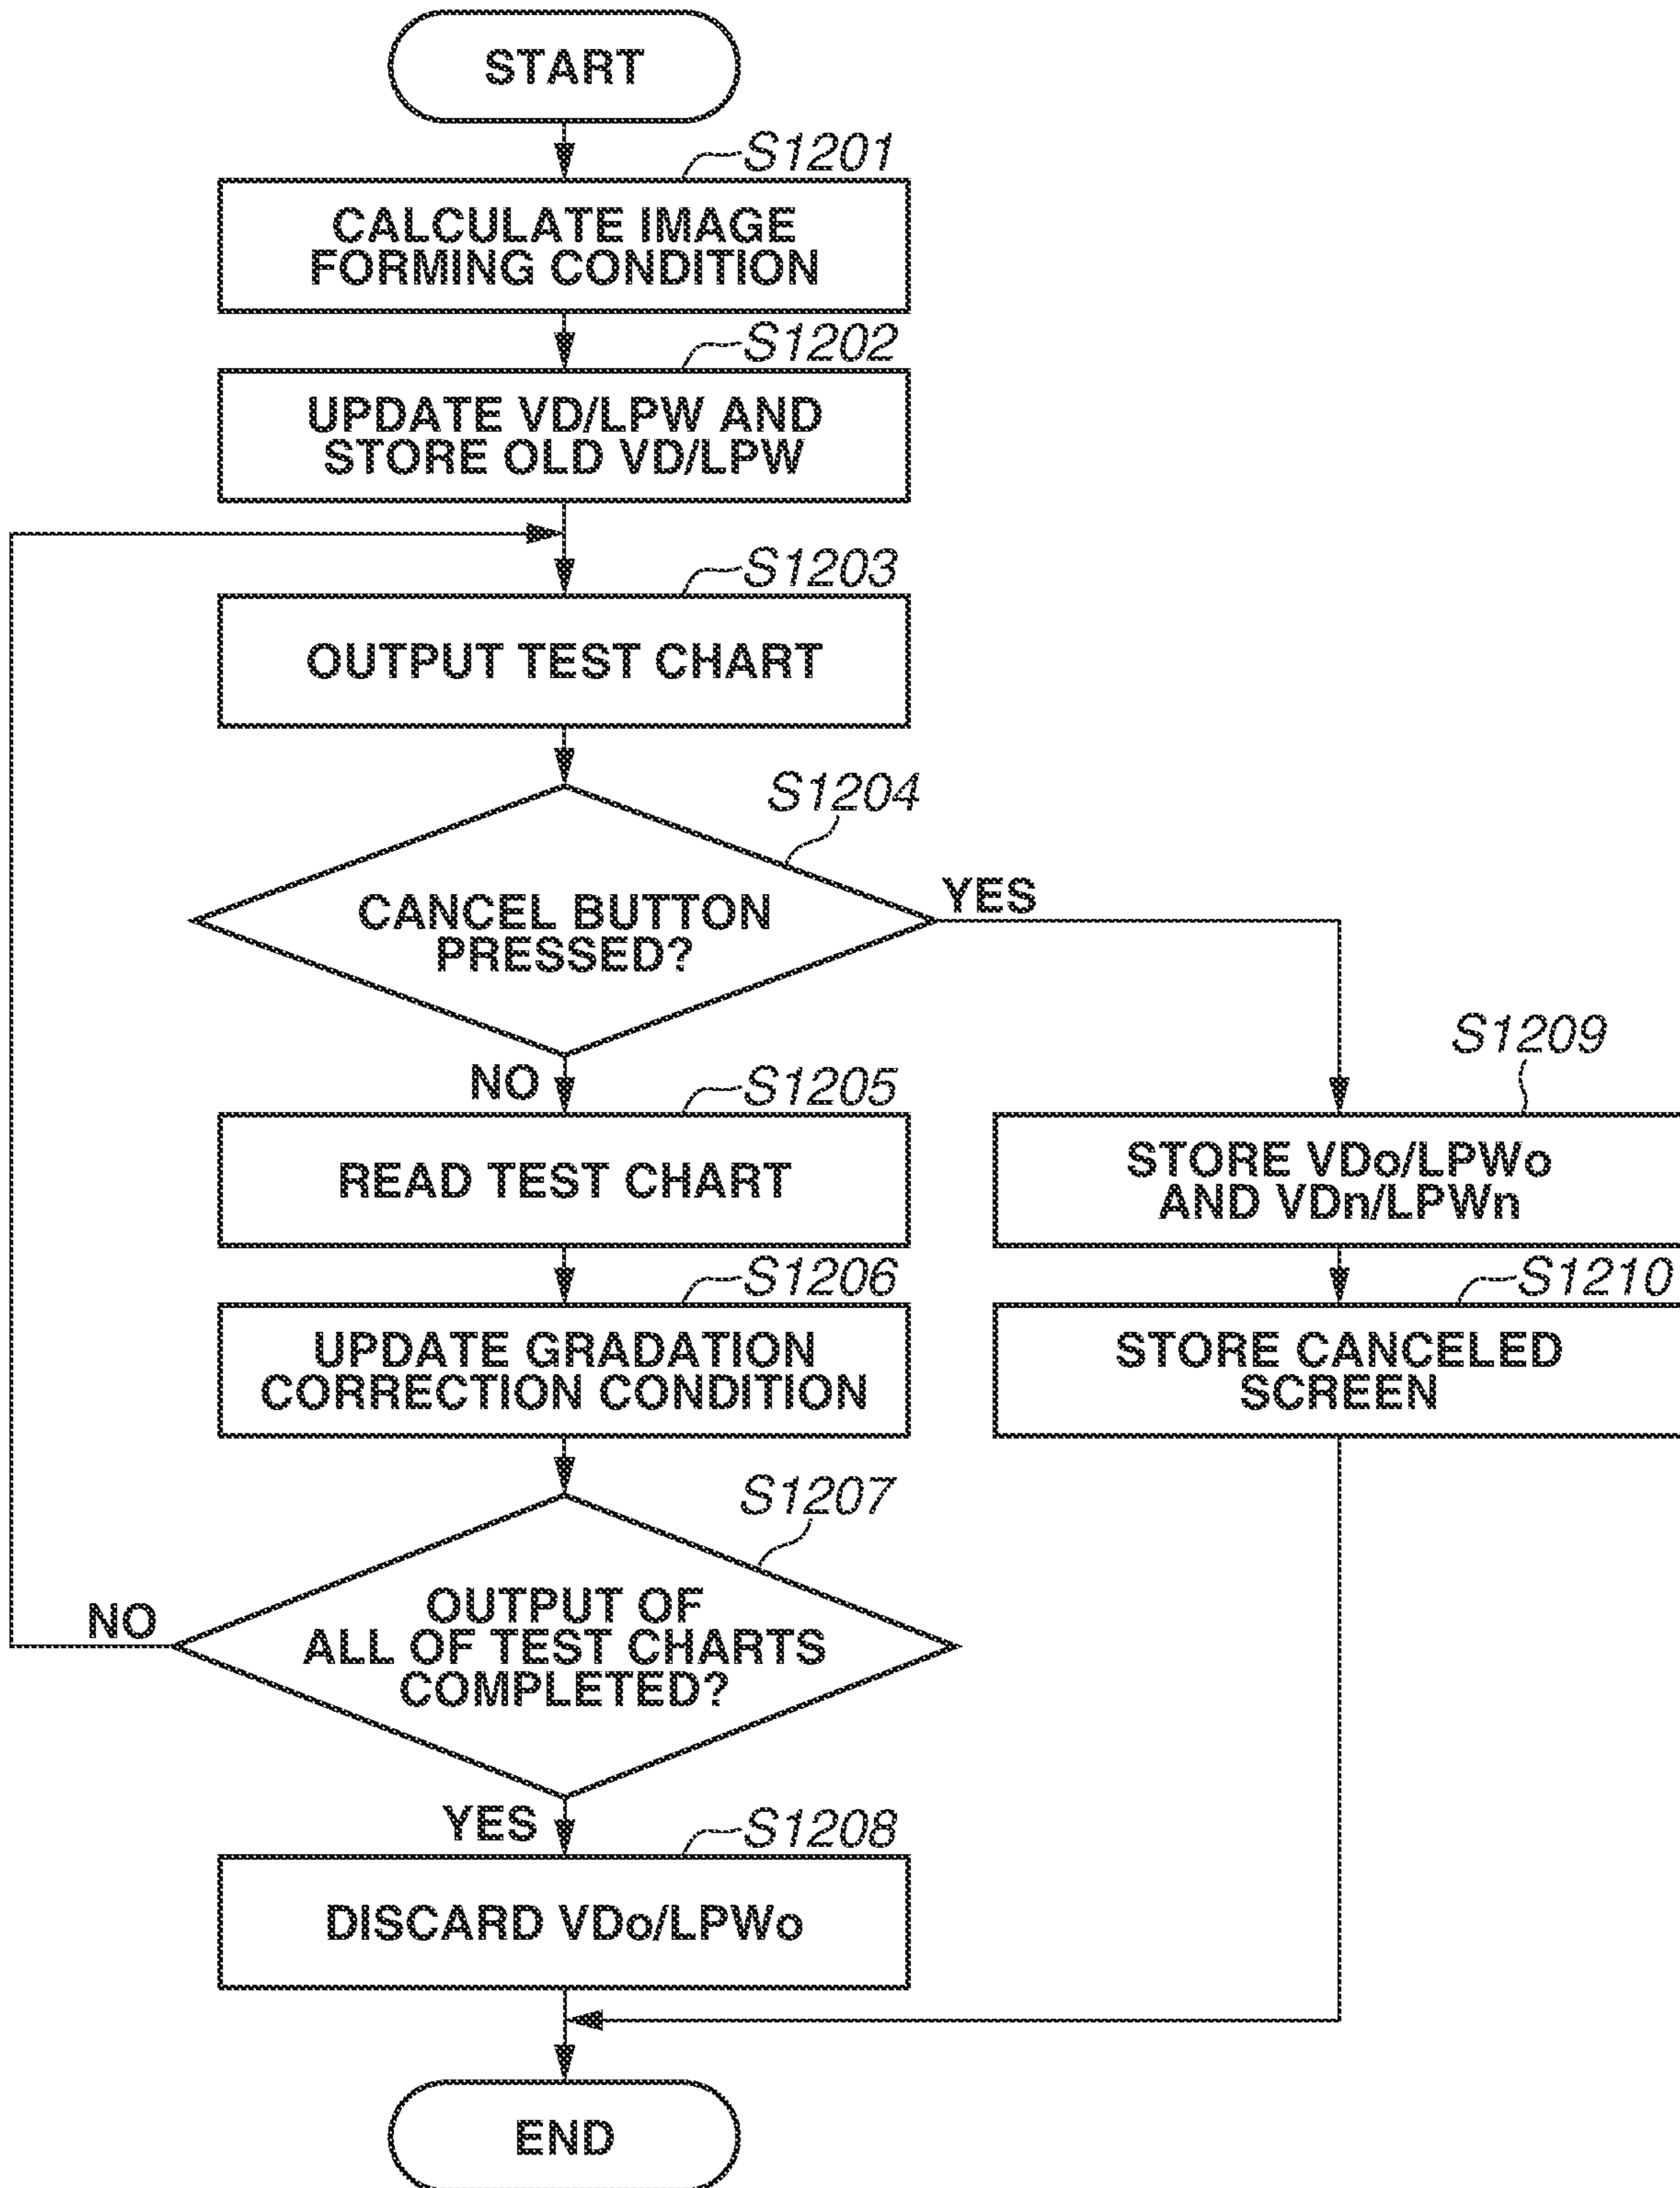 START
S1201
CALCULATE IMAGE
FORMING CONDITION
S1202
UPDATE VD/LPW AND
STORE OLD VD/LPW
S1203
OUTPUT TEST CHART
S1204
CANCEL BUTTON
PRESSED?
YES
NO
S1205
READ TEST CHART
S1206
UPDATE GRADATION
CORRECTION CONDITION
S1209
STORE VDo/LPWo
AND VDn/LPWn
S1210
STORE CANCELED
SCREEN
S1207
OUTPUT OF
ALL OF TEST CHARTS
COMPLETED?
NO
YES
S1208
DISCARD VDo/LPWo
END